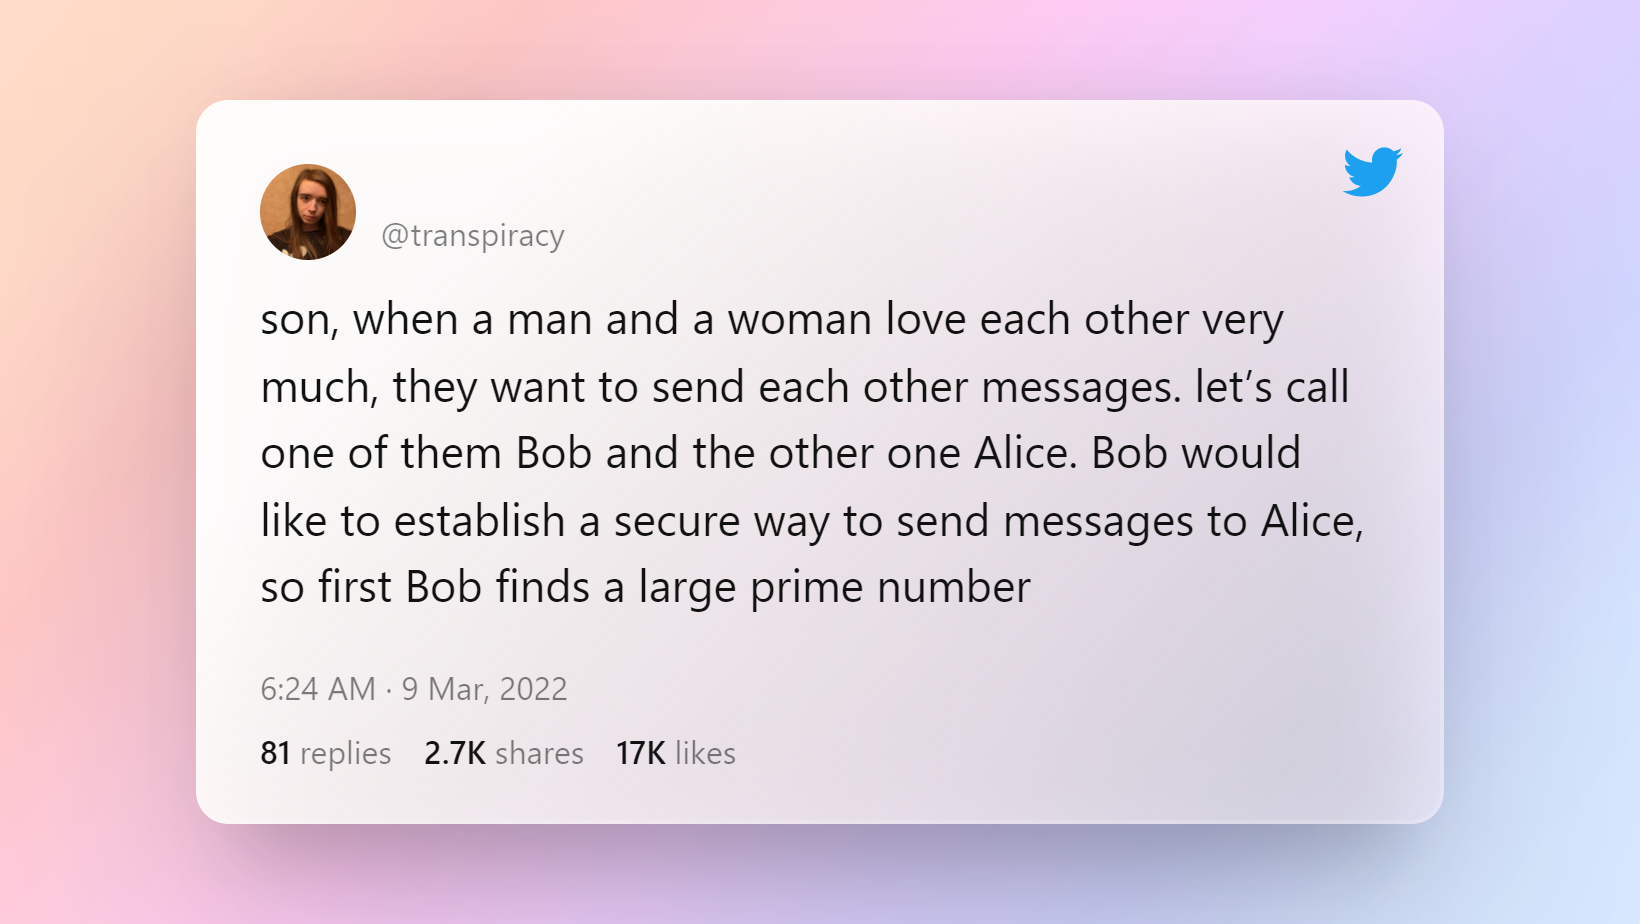 @transpiracy
son, when a man and a woman love each other very
much, they want to send each other messages. let’s call
one of them Bob and the other one Alice. Bob would
like to establish a secure way to send messages to Alice,
so first Bob finds a large prime number
6:24 AM · 9 Mar, 2022
81 replies 2.7K shares 17K likes